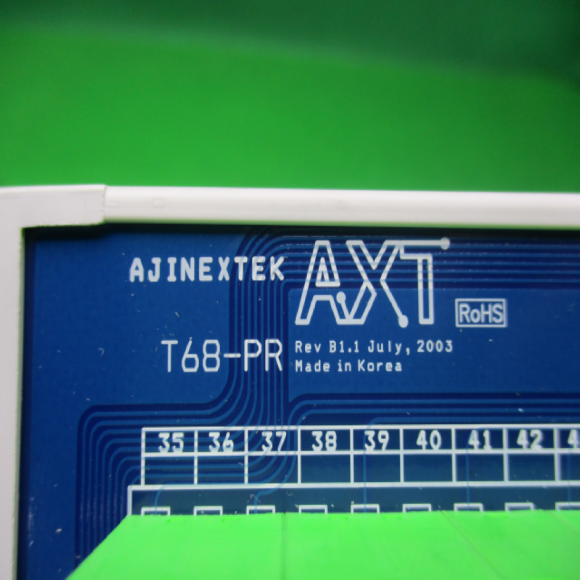 AJINEXTEK AXT
RoHS
T68-PR
Rev B1.1 July, 2003
Made in Korea
35 36 37 38 39 40 41 42